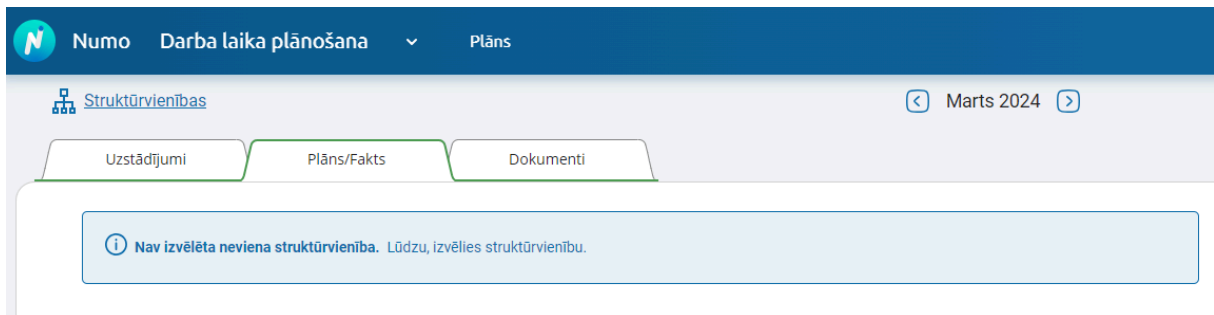 Numo Darba laika plānošana Plāns
Struktūrvienības Marts 2024
Uzstādījumi Plāns/Fakts Dokumenti
Nav izvēlēta neviena struktūrvienība. Lūdzu, izvēlies struktūrvienību.